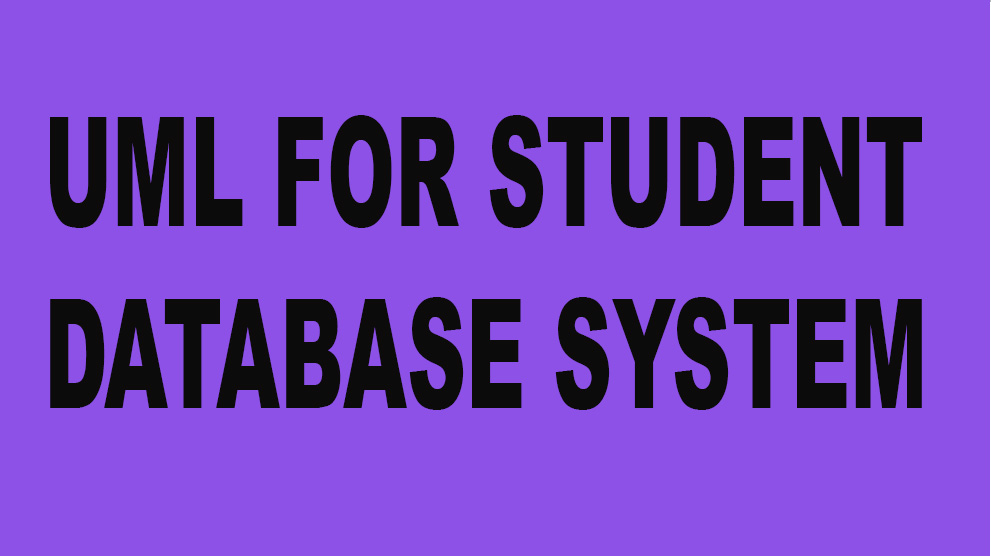 UML FOR STUDENT
DATABASE SYSTEM